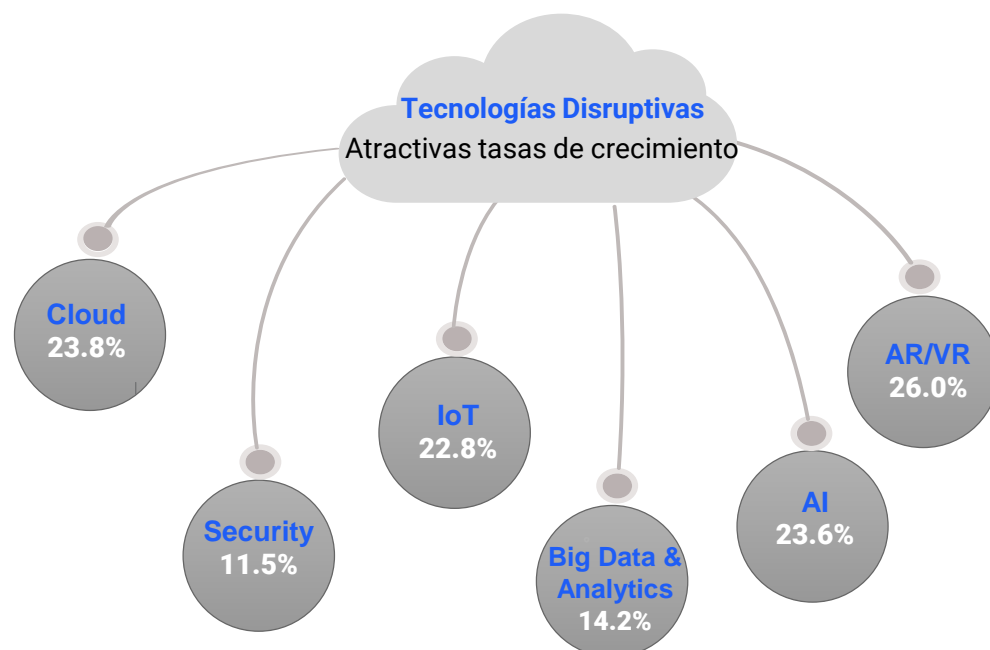 Tecnologías Disruptivas
Atractivas tasas de crecimiento
Cloud
23.8%
Security
11.5%
IoT
22.8%
Big Data &
Analytics
14.2%
AI
23.6%
AR/VR
26.0%